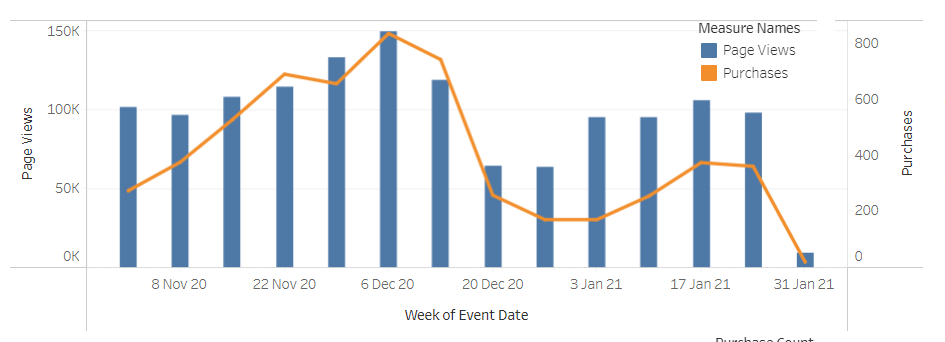 Measure Names
Page Views
Purchases
150K
100K
50K
0K
Page Views
800
600
400
200
0
Purchases
8 Nov 20
22 Nov 20
6 Dec 20
20 Dec 20
3 Jan 21
17 Jan 21
31 Jan 21
Week of Event Date
Purchase Count